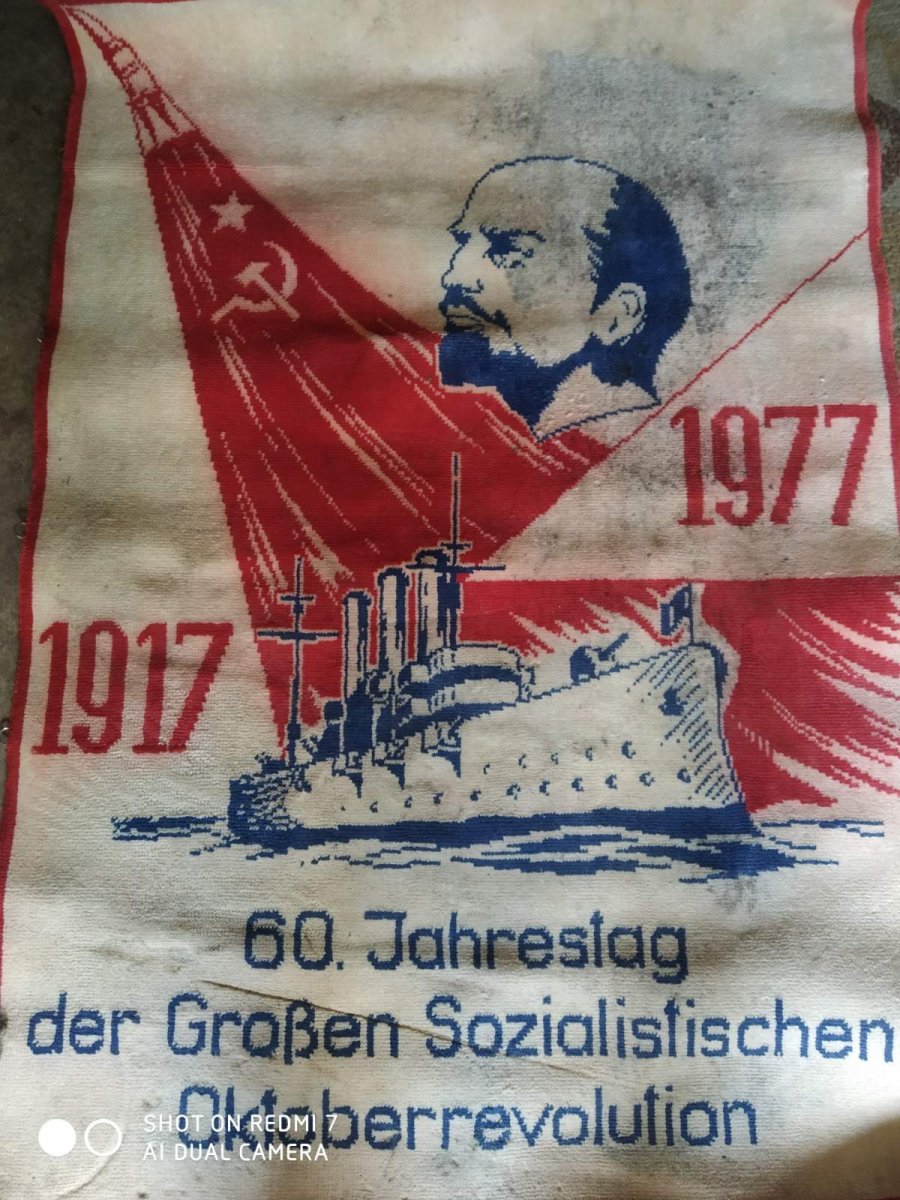 1977
1917
60. Jahrestag
der Großen Sozialistischen
Oktoberrevolution
SHOT ON REDMI 7
AI DUAL CAMERA